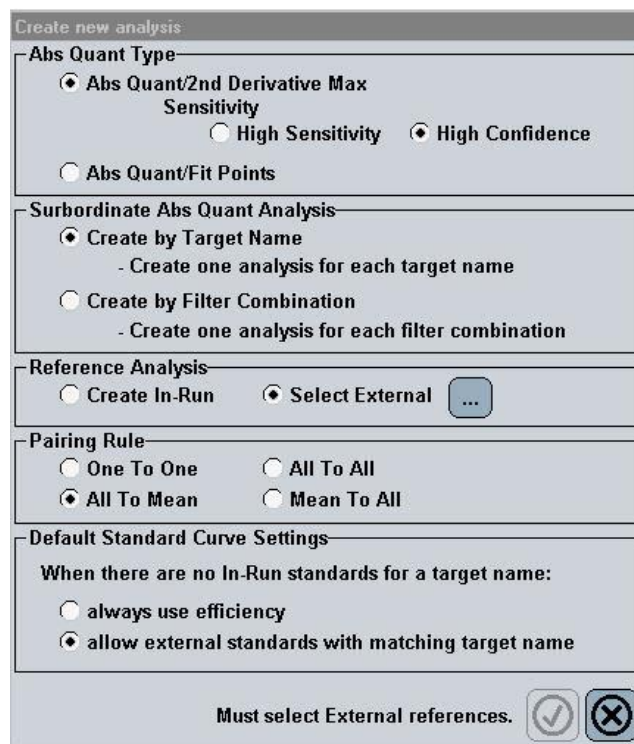 Create new analysis
Abs Quant Type
Abs Quant/2nd Derivative Max
Sensitivity
High Sensitivity High Confidence
Abs Quant/Fit Points
Surbordinate Abs Quant Analysis
Create by Target Name
- Create one analysis for each target name
Create by Filter Combination
- Create one analysis for each filter combination
Reference Analysis
Create In-Run Select External ...
Pairing Rule
One To One All To All
All To Mean Mean To All
Default Standard Curve Settings
When there are no In-Run standards for a target name:
always use efficiency
allow external standards with matching target name
Must select External references.